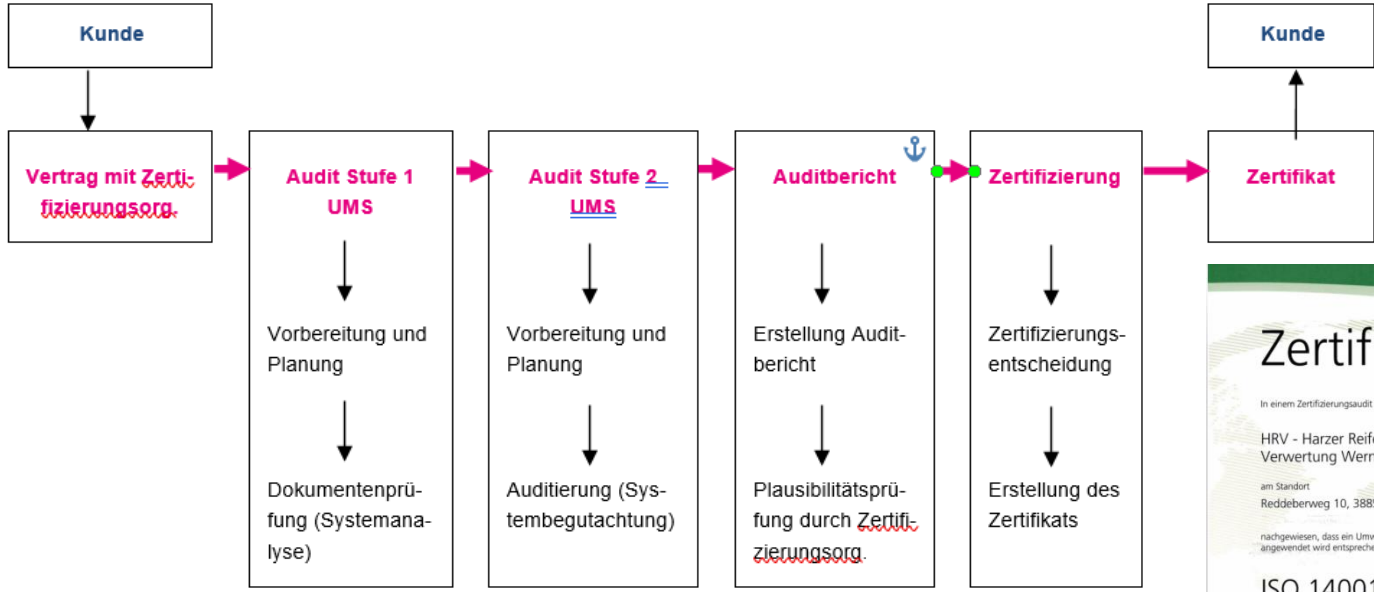 Kunde
Vertrag mit Zerti-
fizierungsorg.
Audit Stufe 1
UMS
Vorbereitung und
Planung
Dokumentenprü-
fung (Systemana-
lyse)
Audit Stufe 2
UMS
Vorbereitung und
Planung
Auditierung (Sys-
tembegutachtung)
Auditbericht
Erstellung Audit-
bericht
Plausibilitätsprü-
fung durch Zertifi-
zierungsorg.
Zertifizierung
Zertifizierungs-
entscheidung
Erstellung des
Zertifikats
Kunde
Zertifikat
Zertif
In einem Zertifizierungsaudit
HRV - Harzer Reif
Verwertung Wern
am Standort
Reddeberweg 10, 388
nachgewiesen, dass ein Umw
angewendet wird entspreche
ISO 14001